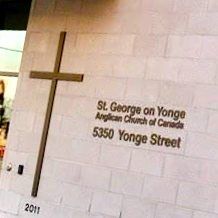 St. George on Yonge
Anglican Church of Canada
5350 Yonge Street
2011